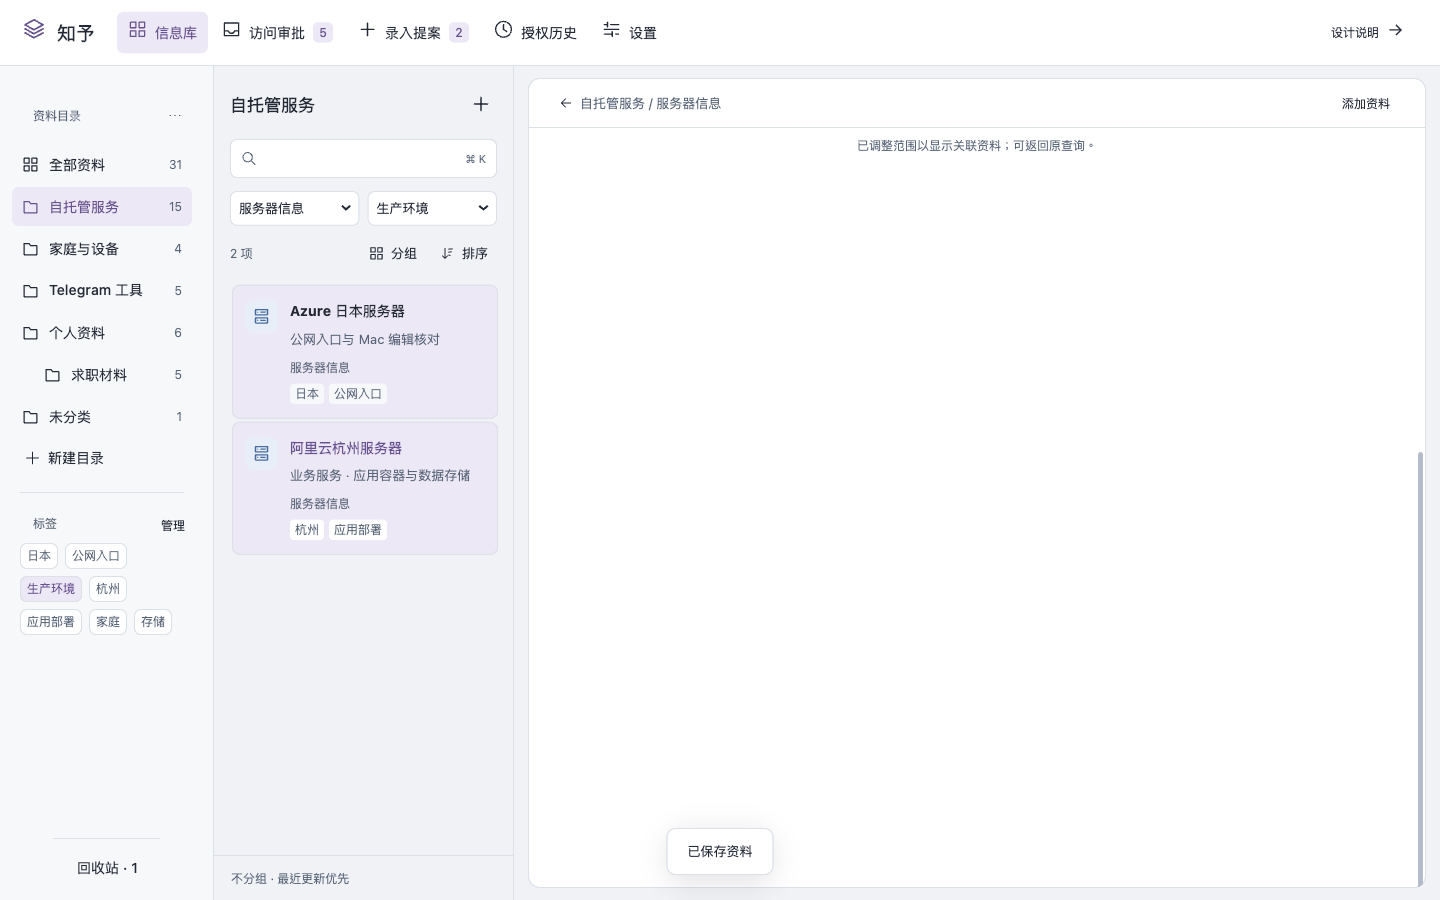 知予
信息库
访问审批 5
录入提案 2
授权历史
设置
设计说明
资料目录 ...
全部资料 31
自托管服务 15
家庭与设备 4
Telegram 工具 5
个人资料 6
求职材料 5
未分类 1
新建目录
标签 管理
日本 公网入口
生产环境 杭州
应用部署 家庭 存储
回收站 · 1
自托管服务
⌘ K
服务器信息 生产环境
2 项 分组 排序
Azure 日本服务器
公网入口与 Mac 编辑核对
服务器信息
日本 公网入口
阿里云杭州服务器
业务服务 · 应用容器与数据存储
服务器信息
杭州 应用部署
不分组 · 最近更新优先
自托管服务 / 服务器信息 添加资料
已调整范围以显示关联资料；可返回原查询。
已保存资料